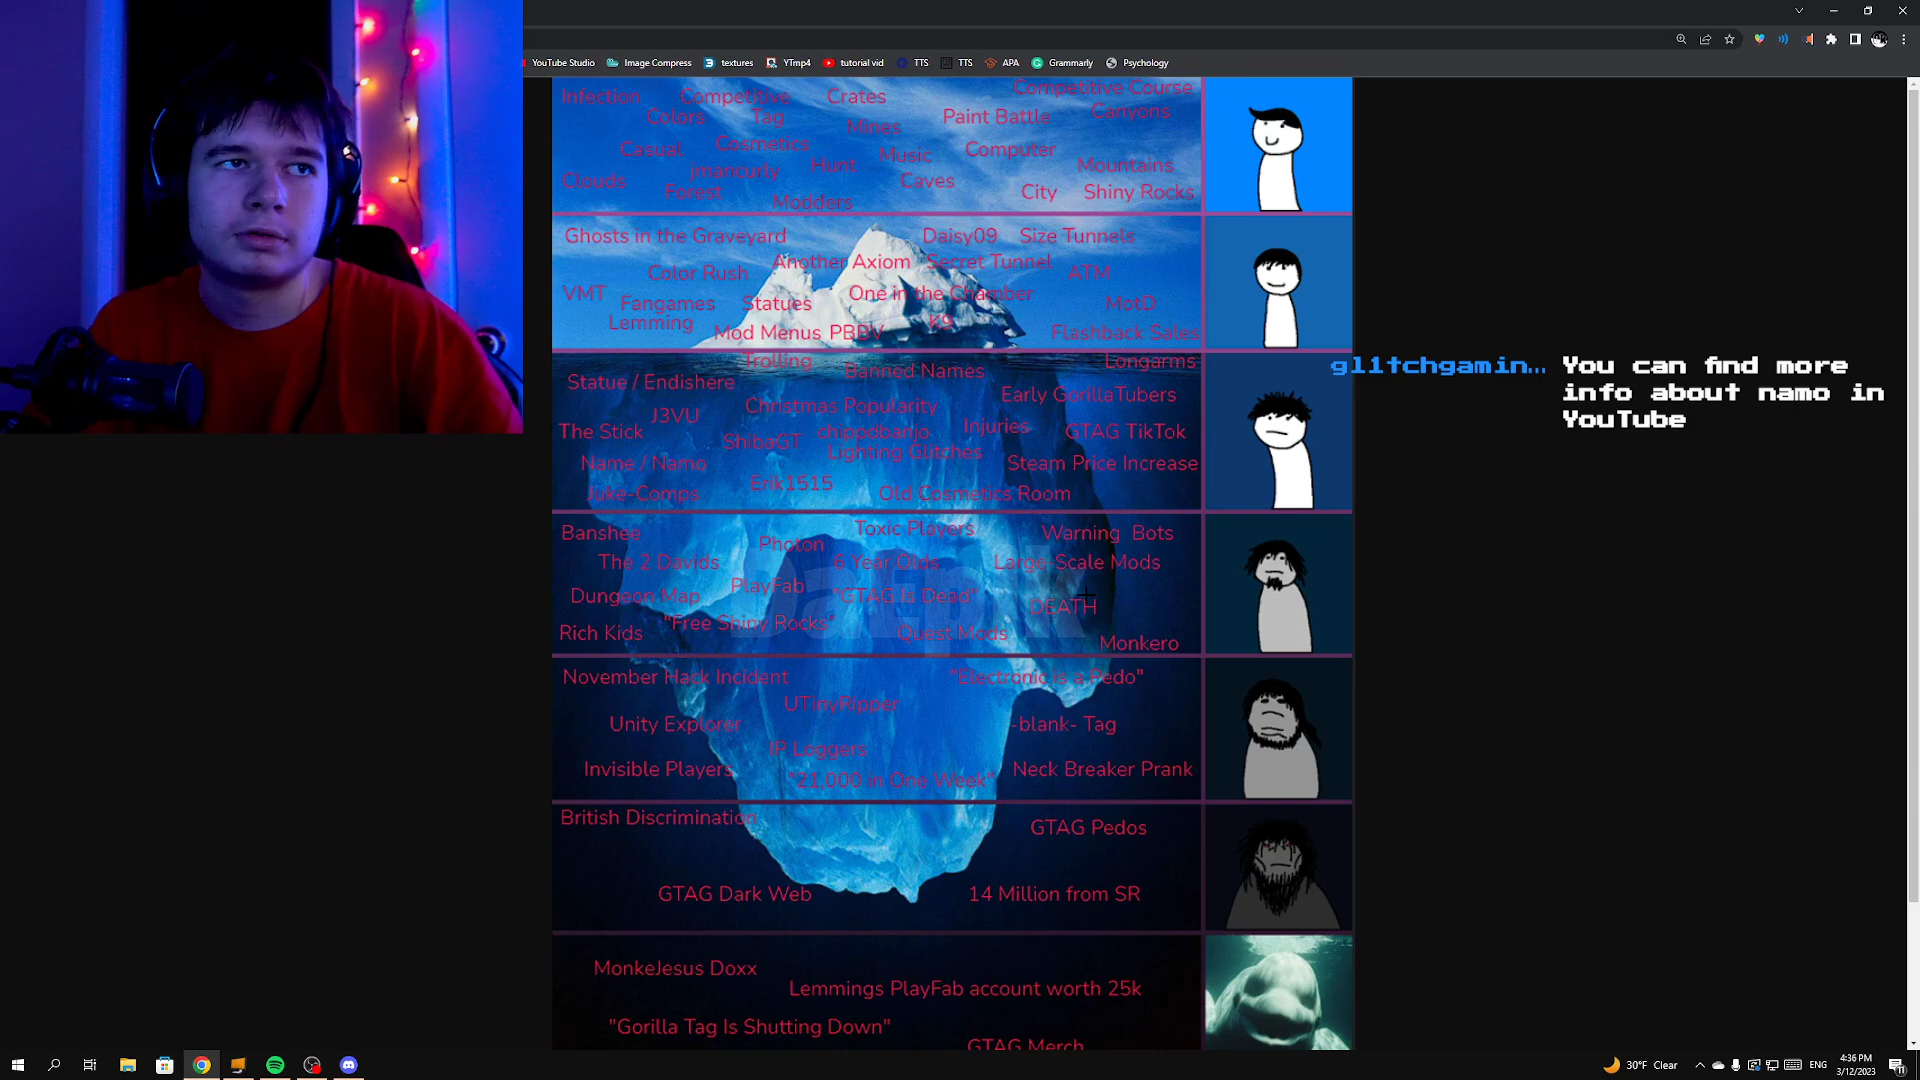 YouTube Studio Image Compress textures YTmp4 tutorial vid TTS TTS APA Grammarly Psychology
Infection Competitive Crates Competitive Course
Colors Tag Mines Paint Battle Canyons
Casual Cosmetics Music Computer
jmancurly Hunt Mountains
Clouds Forest Caves City Shiny Rocks
Modders
Ghosts in the Graveyard Daisy09 Size Tunnels
Color Rush Another Axiom Secret Tunnel ATM
VMT Fangames Statues One in the Chamber MotD
Lemming Mod Menus PBBV K9 Flashback Sales
Trolling Banned Names Longarms
Statue / Endishere Early GorillaTubers
J3VU Christmas Popularity
The Stick ShibaGT chippdbanjo Injuries GTAG TikTok
Name / Namo Lighting Glitches Steam Price Increase
Juke-Comps Erik1515 Old Cosmetics Room
gl1tchgamin... You can find more
info about namo in
YouTube
Banshee Photon Toxic Players Warning Bots
The 2 Davids 6 Year Olds Large-Scale Mods
Dungeon Map PlayFab "GTAG Is Dead" DEATH
Rich Kids "Free Shiny Rocks" Quest Mods Monkero
November Hack Incident "Electronic is a Pedo"
UTinyRipper
Unity Explorer -blank- Tag
IP Loggers
Invisible Players "21,000 in One Week" Neck Breaker Prank
British Discrimination GTAG Pedos
GTAG Dark Web 14 Million from SR
MonkeJesus Doxx
Lemmings PlayFab account worth 25k
"Gorilla Tag Is Shutting Down"
GTAG Merch
30°F Clear ENG 4:36 PM
3/12/2023